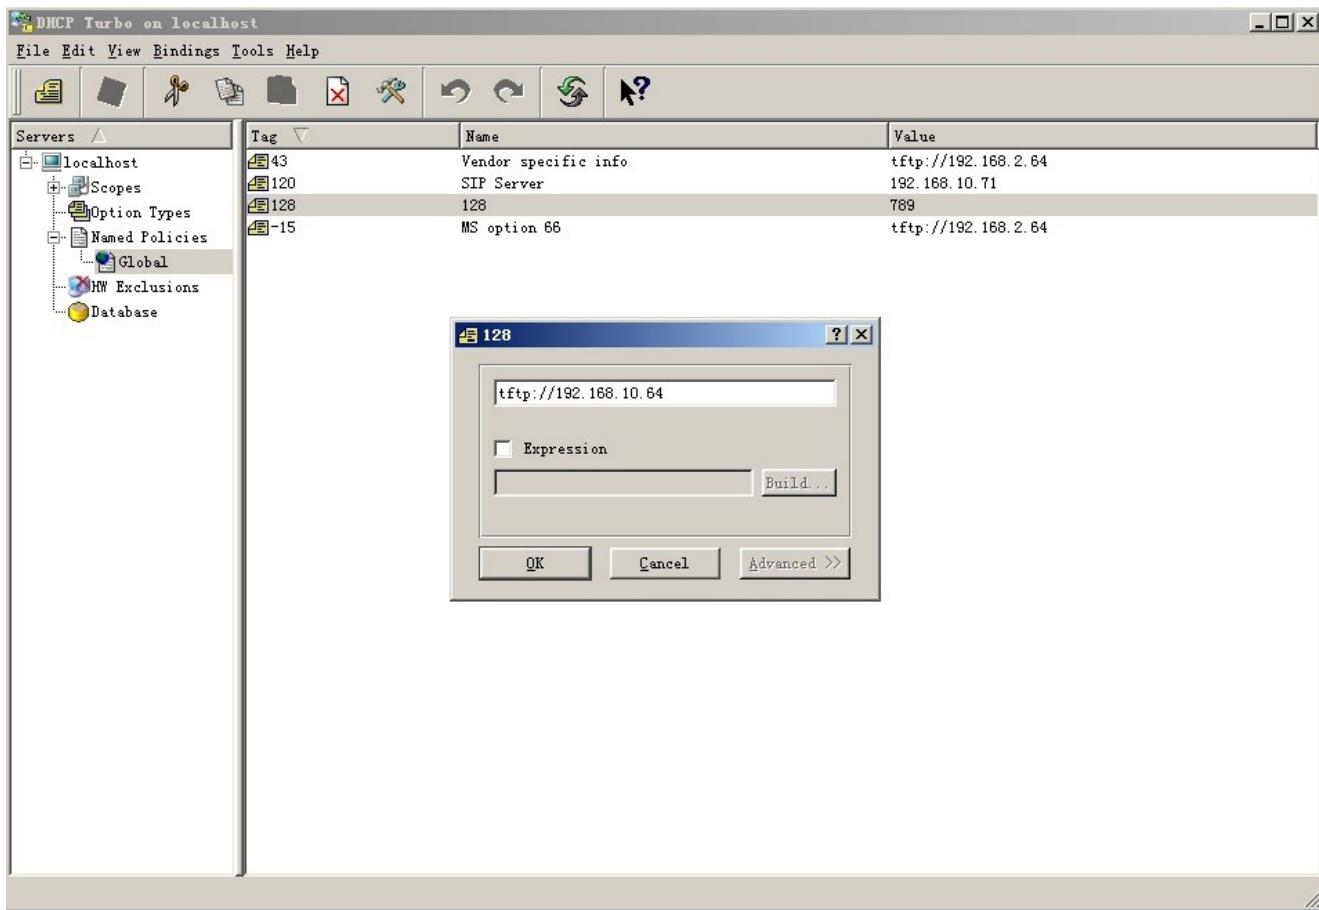 DHCP Turbo on localhost
File Edit View Bindings Tools Help
Servers
Tag Name Value
localhost
Scopes
Option Types
Named Policies
Global
HW Exclusions
Database
43 Vendor specific info tftp://192.168.2.64
120 SIP Server 192.168.10.71
128 128 789
-15 MS option 66 tftp://192.168.2.64
128
tftp://192.168.10.64
Expression
Build...
OK Cancel Advanced >>